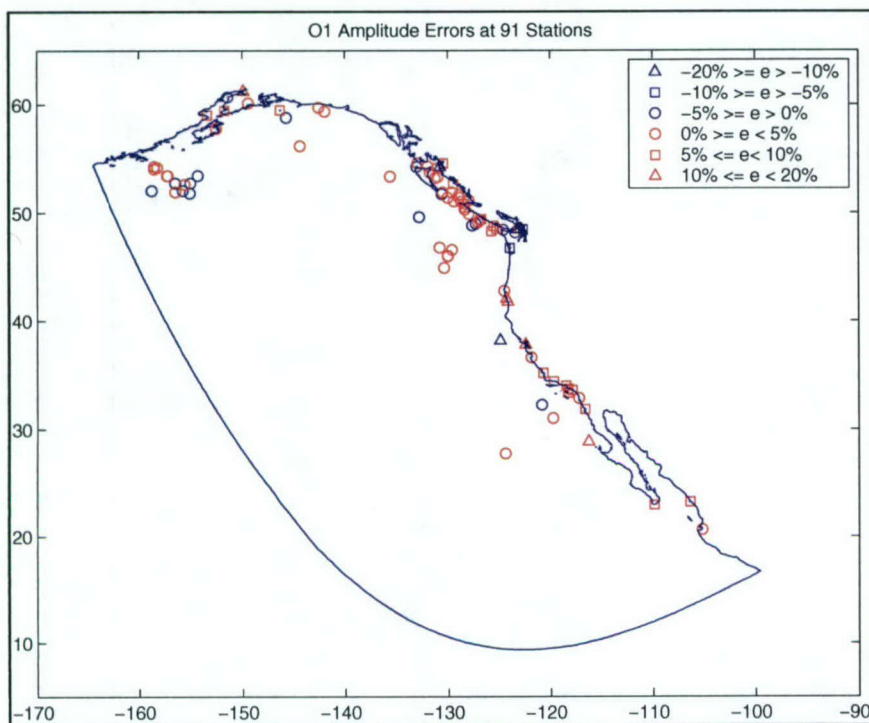 O1 Amplitude Errors at 91 Stations
−20% >= e > −10%
−10% >= e > −5%
−5% >= e > 0%
0% >= e < 5%
5% <= e< 10%
10% <= e < 20%
60
50
40
30
20
10
−170
−160
−150
−140
−130
−120
−110
−100
−90